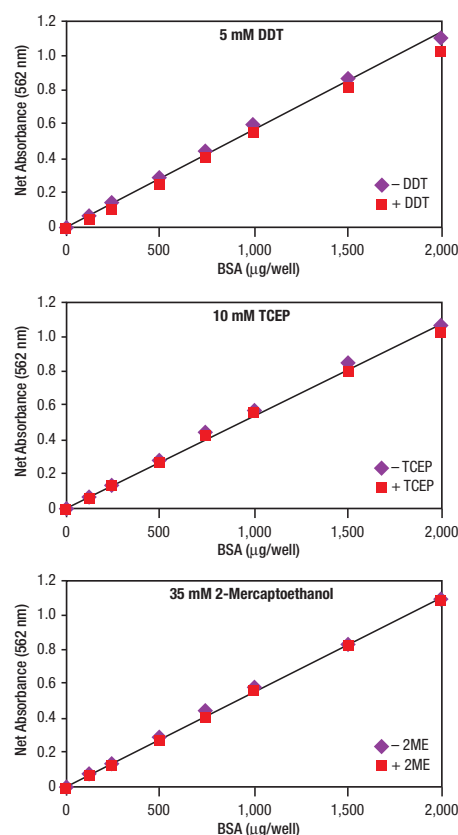 5 mM DDT
Net Absorbance (562 nm)
1.2
1.0
0.8
0.6
0.4
0.2
0
– DDT
+ DDT
0 500 1,000 1,500 2,000
BSA (μg/well)
10 mM TCEP
Net Absorbance (562 nm)
1.2
1.0
0.8
0.6
0.4
0.2
0
– TCEP
+ TCEP
0 500 1,000 1,500 2,000
BSA (μg/well)
35 mM 2-Mercaptoethanol
Net Absorbance (562 nm)
1.2
1.0
0.8
0.6
0.4
0.2
0
– 2ME
+ 2ME
0 500 1,000 1,500 2,000
BSA (μg/well)